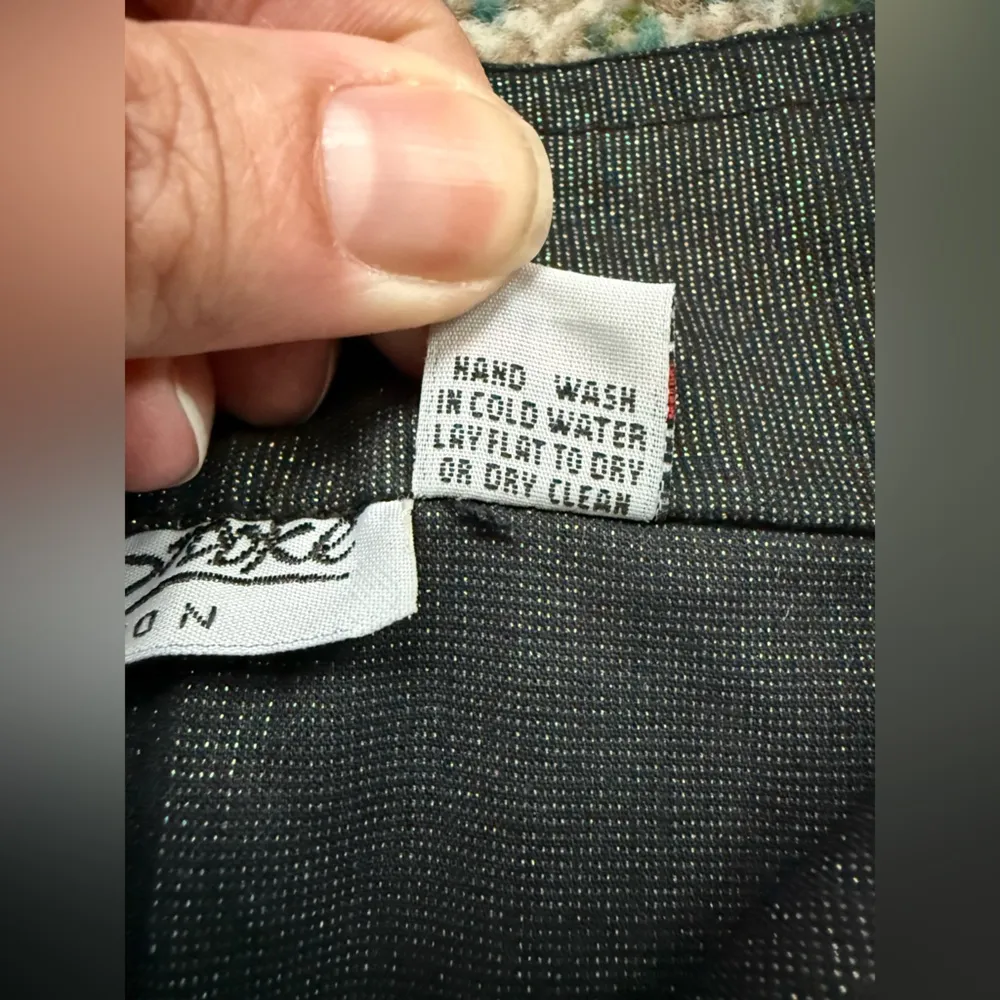 HAND WASH
IN COLD WATER
LAY FLAT TO DRY
OR DRY CLEAN